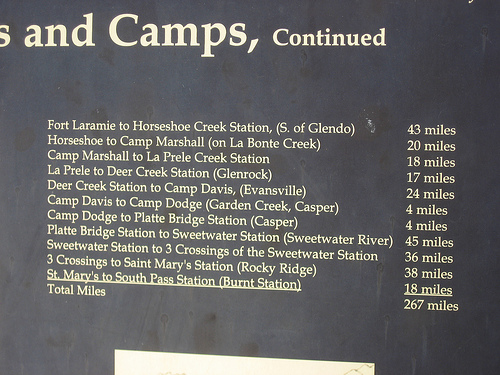 s and Camps, Continued
Fort Laramie to Horseshoe Creek Station, (S. of Glendo) 43 miles
Horseshoe to Camp Marshall (on La Bonte Creek) 20 miles
Camp Marshall to La Prele Creek Station 18 miles
La Prele to Deer Creek Station (Glenrock) 17 miles
Deer Creek Station to Camp Davis, (Evansville) 24 miles
Camp Davis to Camp Dodge (Garden Creek, Casper) 4 miles
Camp Dodge to Platte Bridge Station (Casper) 4 miles
Platte Bridge Station to Sweetwater Station (Sweetwater River) 45 miles
Sweetwater Station to 3 Crossings of the Sweetwater Station 36 miles
3 Crossings to Saint Mary's Station (Rocky Ridge) 38 miles
St. Mary's to South Pass Station (Burnt Station) 18 miles
Total Miles 267 miles